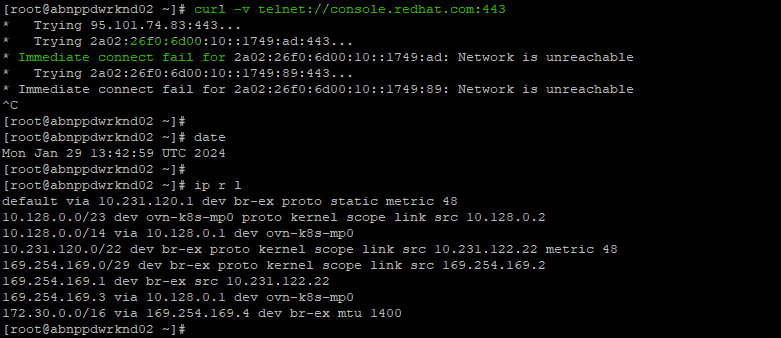 [root@abnppdwrknd02 ~]# curl -v telnet://console.redhat.com:443
*   Trying 95.101.74.83:443...
*   Trying 2a02:26f0:6d00:10::1749:ad:443...
* Immediate connect fail for 2a02:26f0:6d00:10::1749:ad: Network is unreachable
*   Trying 2a02:26f0:6d00:10::1749:89:443...
* Immediate connect fail for 2a02:26f0:6d00:10::1749:89: Network is unreachable
^C
[root@abnppdwrknd02 ~]#
[root@abnppdwrknd02 ~]# date
Mon Jan 29 13:42:59 UTC 2024
[root@abnppdwrknd02 ~]#
[root@abnppdwrknd02 ~]# ip r l
default via 10.231.120.1 dev br-ex proto static metric 48
10.128.0.0/23 dev ovn-k8s-mp0 proto kernel scope link src 10.128.0.2
10.128.0.0/14 via 10.128.0.1 dev ovn-k8s-mp0
10.231.120.0/22 dev br-ex proto kernel scope link src 10.231.122.22 metric 48
169.254.169.0/29 dev br-ex proto kernel scope link src 169.254.169.2
169.254.169.1 dev br-ex src 10.231.122.22
169.254.169.3 via 10.128.0.1 dev ovn-k8s-mp0
172.30.0.0/16 via 169.254.169.4 dev br-ex mtu 1400
[root@abnppdwrknd02 ~]#